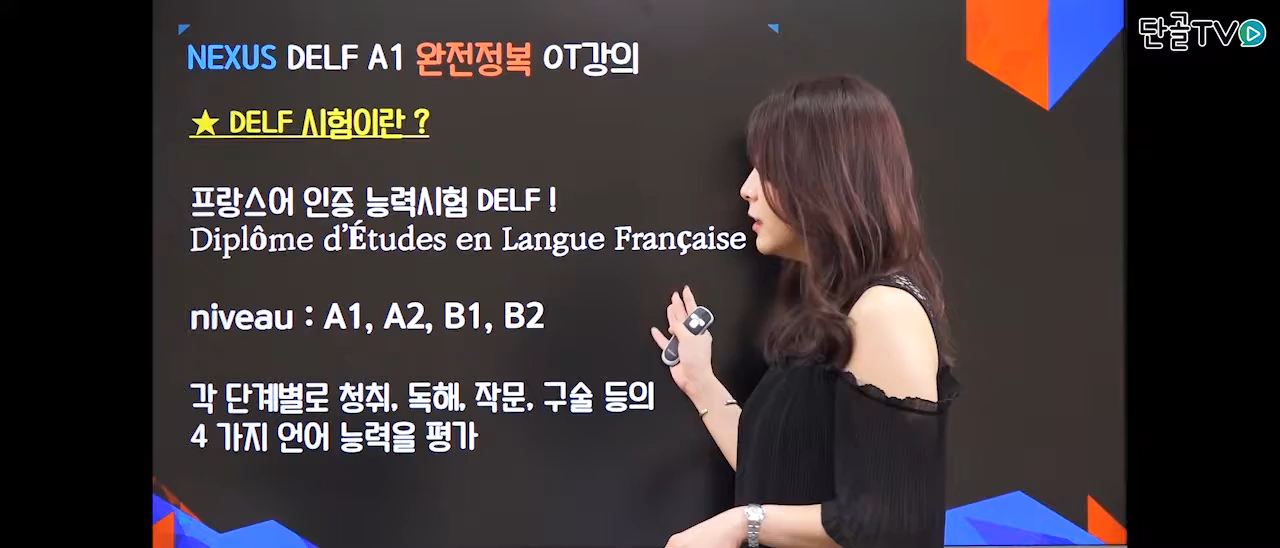 단골TV
NEXUS DELF A1 완전정복 OT강의
★ DELF 시험이란 ?
프랑스어 인증 능력시험 DELF !
Diplôme d'Études en Langue Française
niveau : A1, A2, B1, B2
각 단계별로 청취, 독해, 작문, 구술 등의
4 가지 언어 능력을 평가